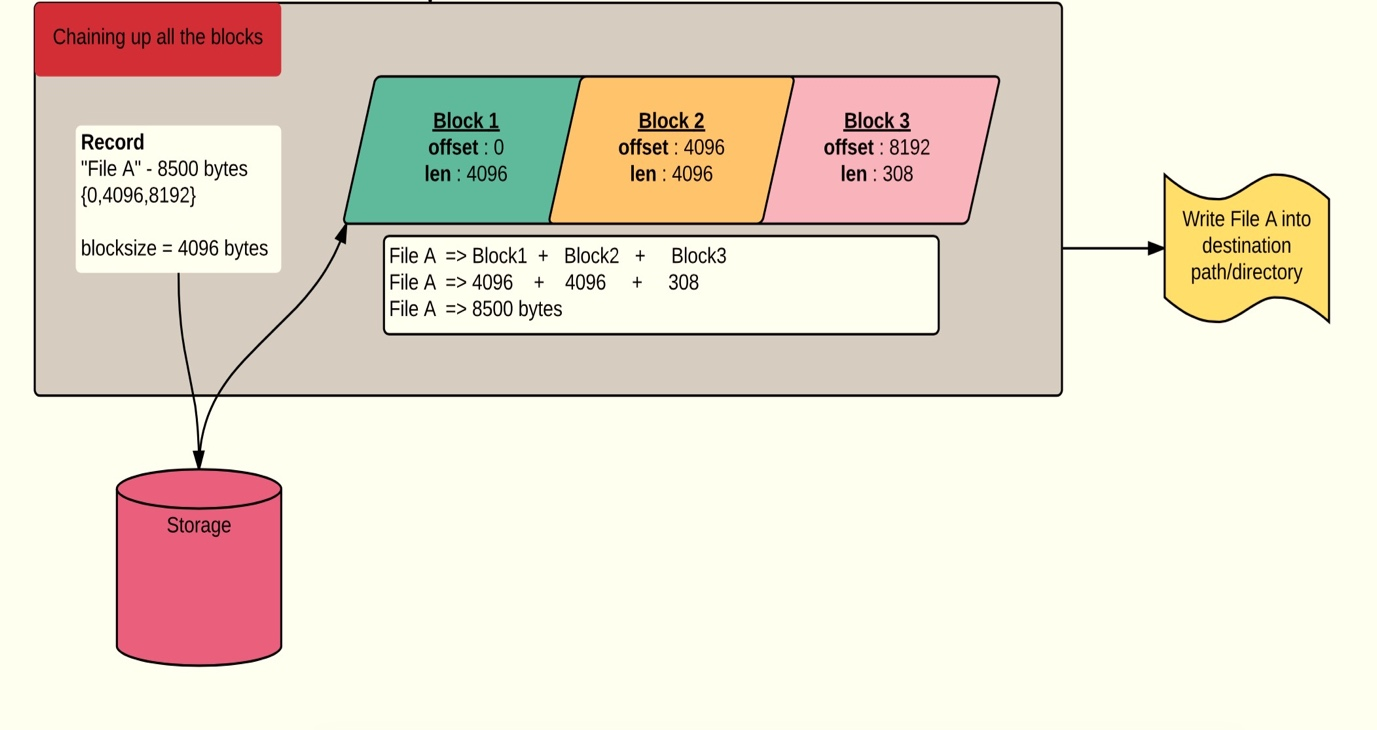 Chaining up all the blocks
Record
"File A" - 8500 bytes
{0,4096,8192}
blocksize = 4096 bytes
Block 1
offset : 0
len : 4096
Block 2
offset : 4096
len : 4096
Block 3
offset : 8192
len : 308
File A => Block1 + Block2 + Block3
File A => 4096 + 4096 + 308
File A => 8500 bytes
Write File A into
destination
path/directory
Storage